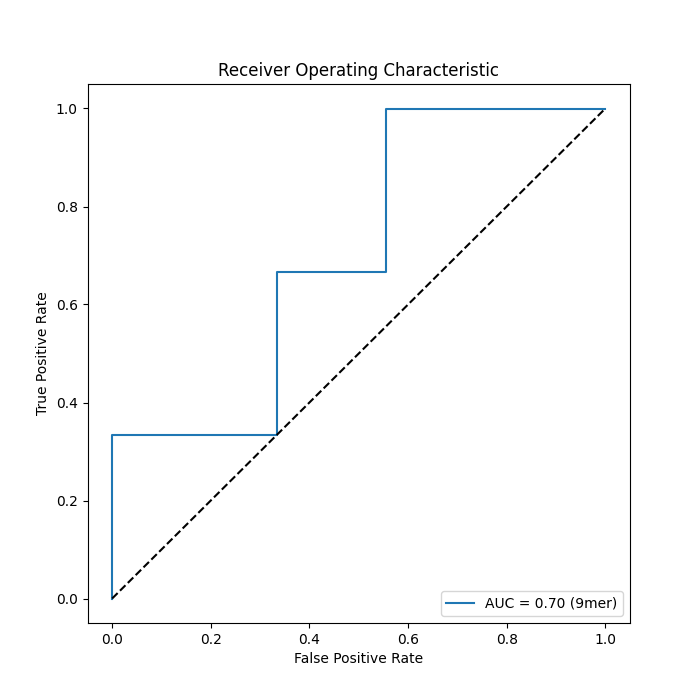 Receiver Operating Characteristic
1.0
0.8
0.6
0.4
0.2
0.0
True Positive Rate
AUC = 0.70 (9mer)
0.0 0.2 0.4 0.6 0.8 1.0
False Positive Rate